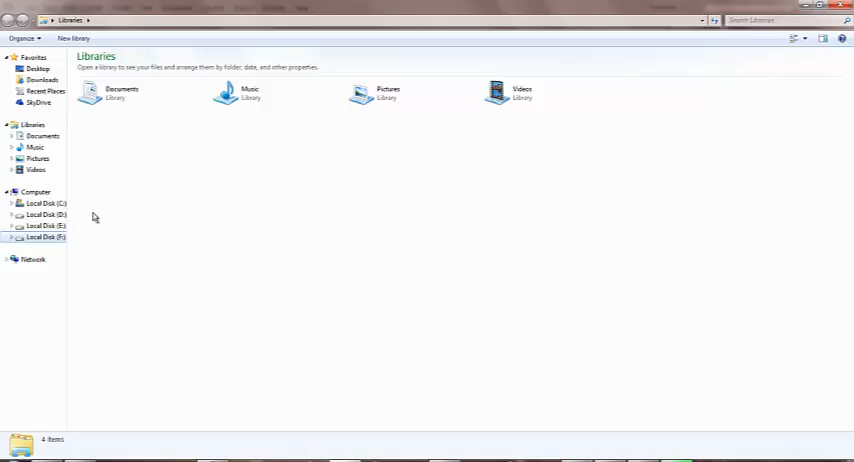 Libraries
Search Libraries
Organize
New library
Favorites
Desktop
Downloads
Recent Places
SkyDrive
Libraries
Documents
Music
Pictures
Videos
Computer
Local Disk (C:)
Local Disk (D:)
Local Disk (E:)
Local Disk (F:)
Network
Libraries
Open a library to see your files and arrange them by folder, date, and other properties.
Documents
Library
Music
Library
Pictures
Library
Videos
Library
4 items